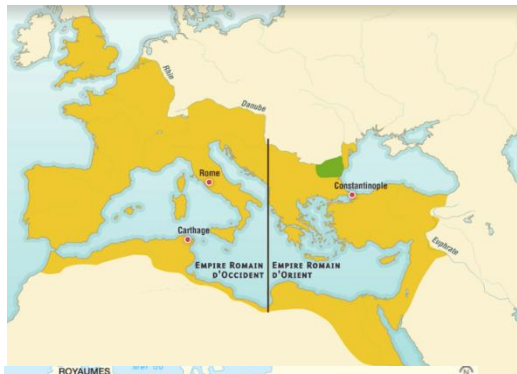 Rhin
Danube
Rome
Constantinople
Carthage
Euphrate
EMPIRE ROMAIN
D'OCCIDENT
EMPIRE ROMAIN
D'ORIENT
ROYAUMES
N